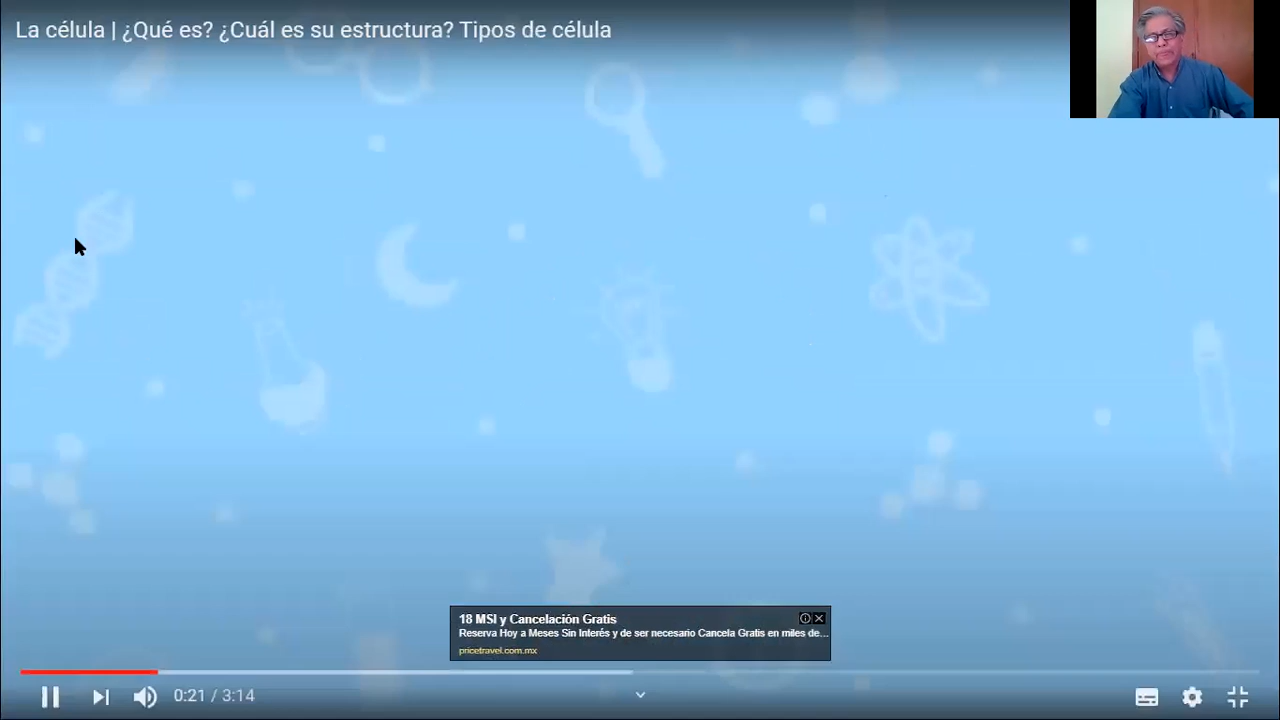 La célula | ¿Qué es? ¿Cuál es su estructura? Tipos de célula
18 MSI y Cancelación Gratis
Reserva Hoy a Meses Sin Interés y de ser necesario Cancela Gratis en miles de...
pricetravel.com.mx
0:21 / 3:14